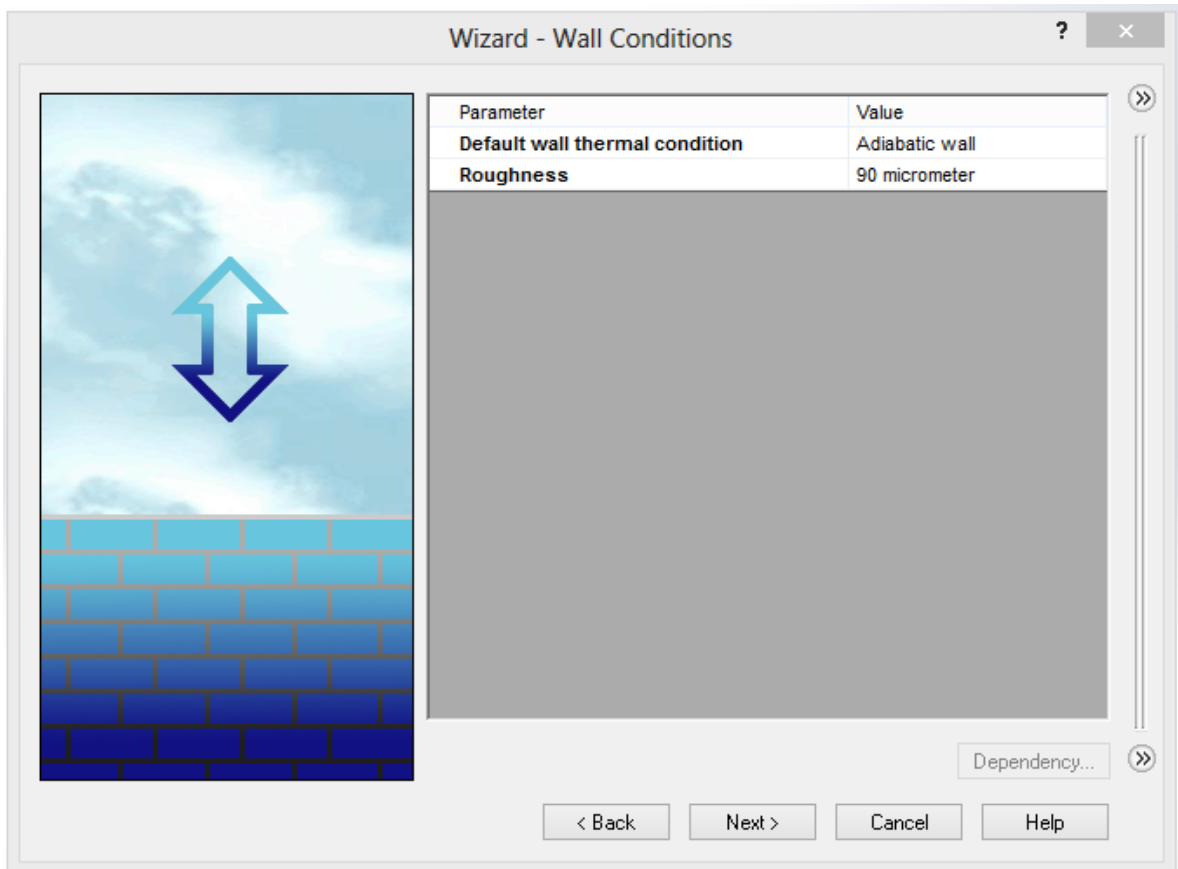 Wizard - Wall Conditions
?
Parameter Value
Default wall thermal condition Adiabatic wall
Roughness 90 micrometer
Dependency...
< Back Next > Cancel Help